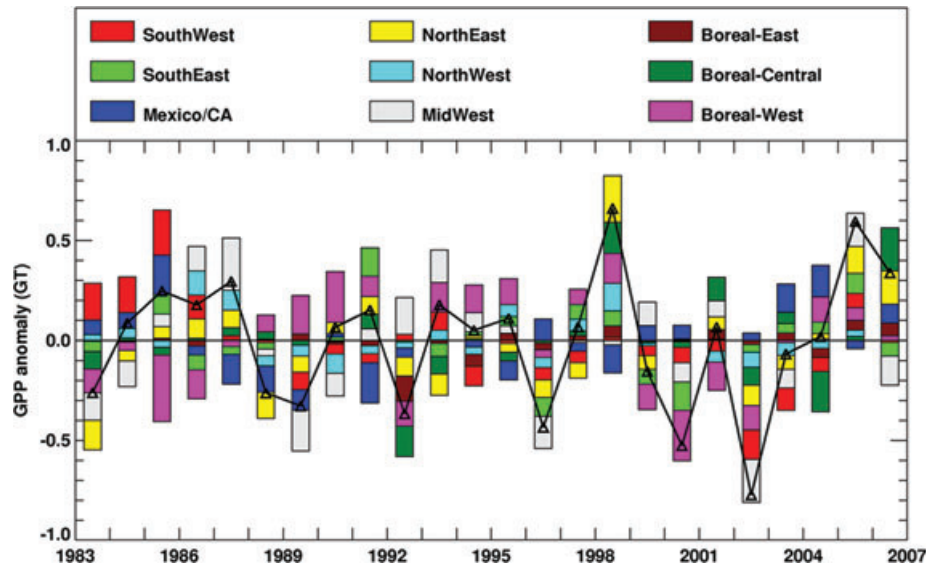 SouthWest NorthEast Boreal-East
SouthEast NorthWest Boreal-Central
Mexico/CA MidWest Boreal-West
1.0
0.5
0.0
-0.5
-1.0
GPP anomaly (GT)
1983 1986 1989 1992 1995 1998 2001 2004 2007